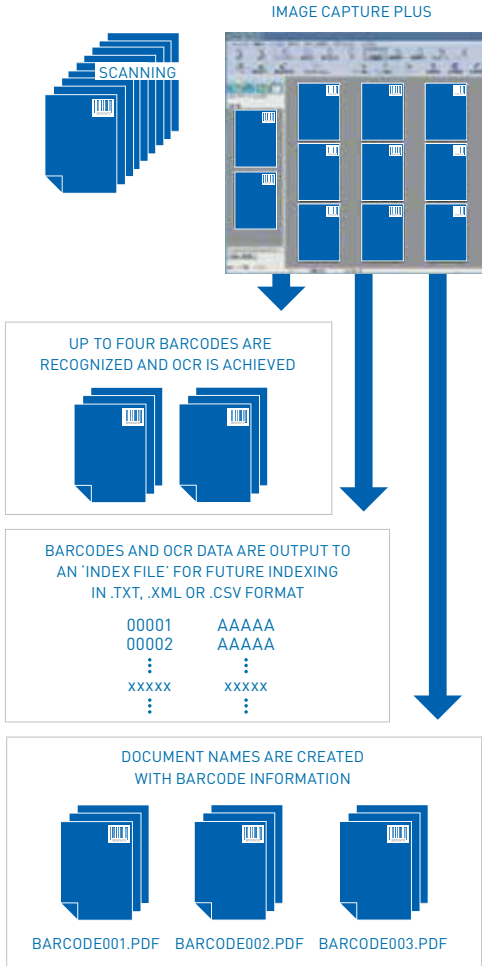 IMAGE CAPTURE PLUS
SCANNING
UP TO FOUR BARCODES ARE
RECOGNIZED AND OCR IS ACHIEVED
BARCODES AND OCR DATA ARE OUTPUT TO
AN ‘INDEX FILE’ FOR FUTURE INDEXING
IN .TXT, .XML OR .CSV FORMAT
00001 AAAAA
00002 AAAAA
xxxxx xxxxx
DOCUMENT NAMES ARE CREATED
WITH BARCODE INFORMATION
BARCODE001.PDF BARCODE002.PDF BARCODE003.PDF